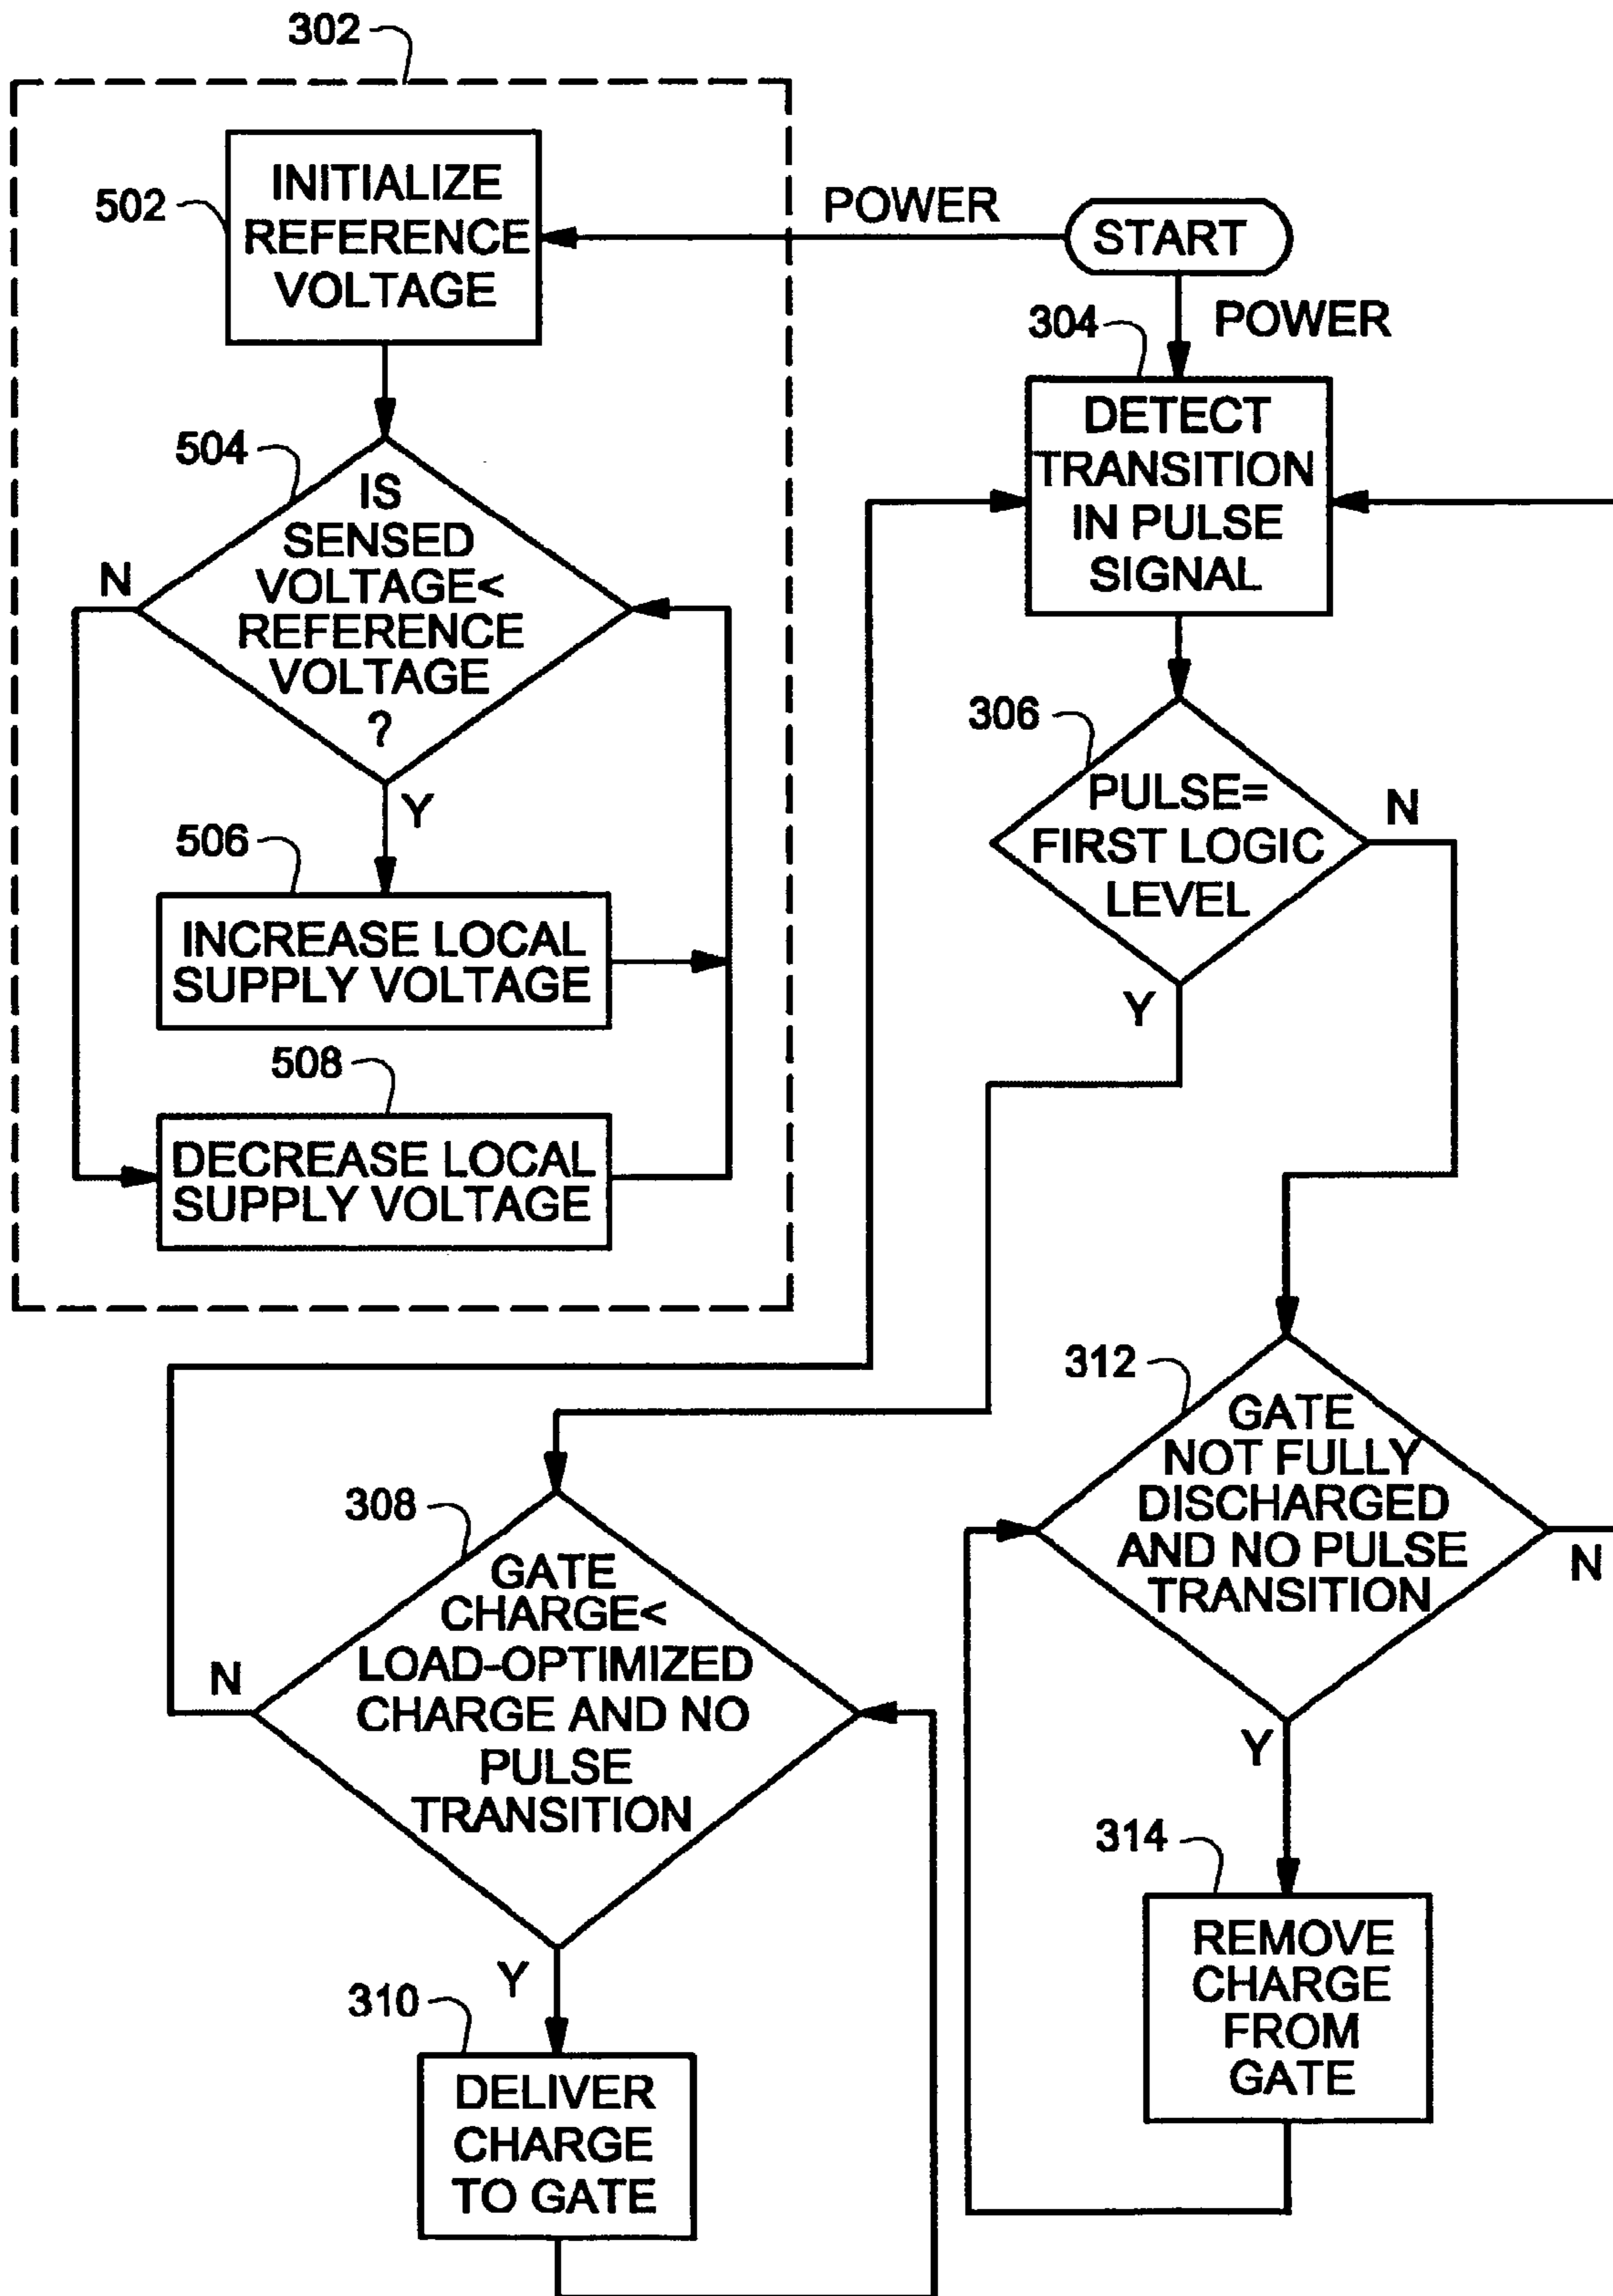 302
502
INITIALIZE
REFERENCE
VOLTAGE
POWER
START
304
POWER
DETECT
TRANSITION
IN PULSE
SIGNAL
504
IS
SENSED
VOLTAGE<
REFERENCE
VOLTAGE
?
N
Y
506
INCREASE LOCAL
SUPPLY VOLTAGE
508
DECREASE LOCAL
SUPPLY VOLTAGE
306
PULSE=
FIRST LOGIC
LEVEL
N
Y
308
GATE
CHARGE<
LOAD-OPTIMIZED
CHARGE AND NO
PULSE
TRANSITION
N
Y
310
DELIVER
CHARGE
TO GATE
312
GATE
NOT FULLY
DISCHARGED
AND NO PULSE
TRANSITION
N
Y
314
REMOVE
CHARGE
FROM
GATE